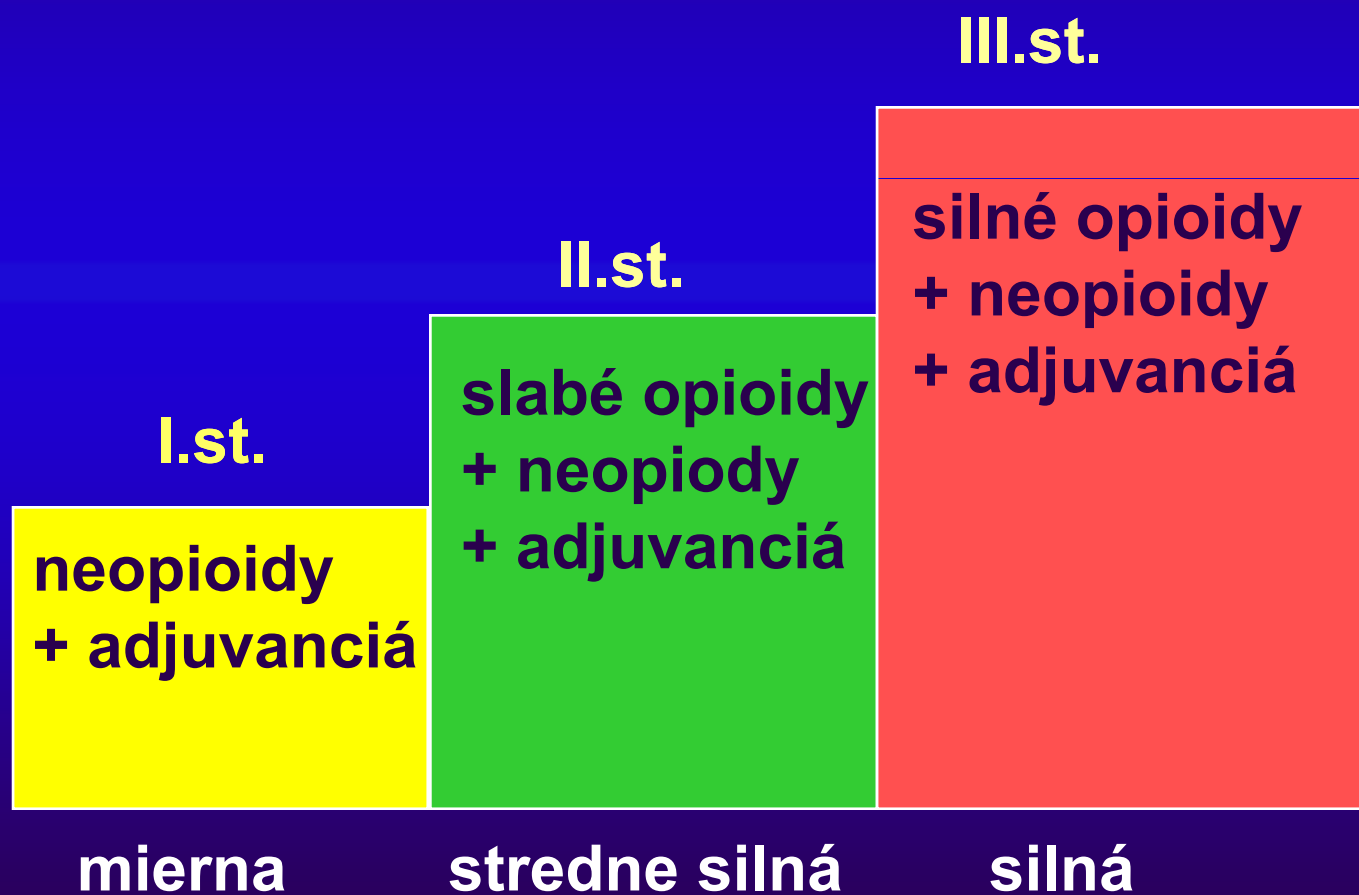 I.st.
neopioidy
+ adjuvanciá
mierna
II.st.
slabé opioidy
+ neopiody
+ adjuvanciá
stredne silná
III.st.
silné opioidy
+ neopioidy
+ adjuvanciá
silná